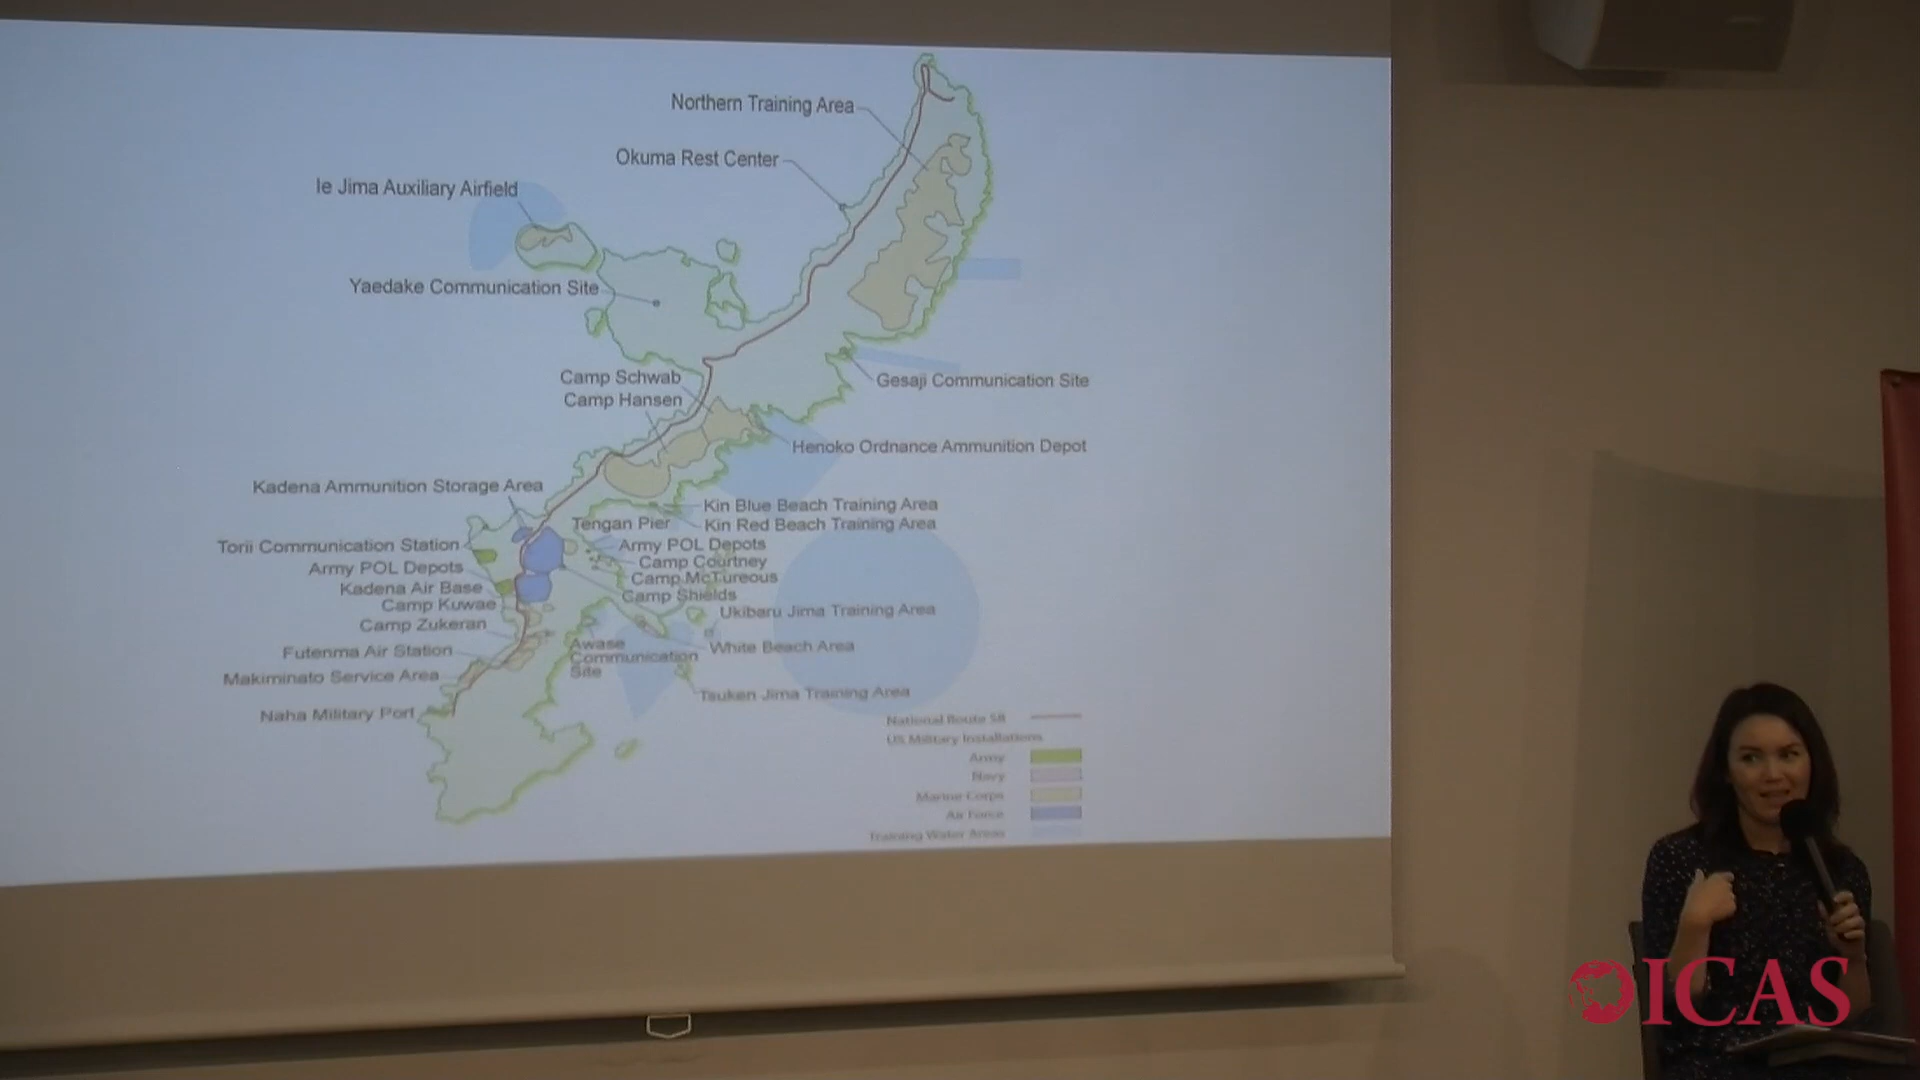 Northern Training Area
Okuma Rest Center
Ie Jima Auxiliary Airfield
Yaedake Communication Site
Camp Schwab
Camp Hansen
Gesaji Communication Site
Henoko Ordnance Ammunition Depot
Kadena Ammunition Storage Area
Kin Blue Beach Training Area
Tengan Pier
Kin Red Beach Training Area
Torii Communication Station
Army POL Depots
Army POL Depots
Camp Courtney
Kadena Air Base
Camp McTureous
Camp Shields
Camp Kuwae
Ukibaru Jima Training Area
Camp Zukeran
Awase
Communication
Site
White Beach Area
Futenma Air Station
Makiminato Service Area
Tsuken Jima Training Area
Naha Military Port
National Route 58
US Military Installations
Army
Navy
Marine Corps
Air Force
Training Water Areas
ICAS